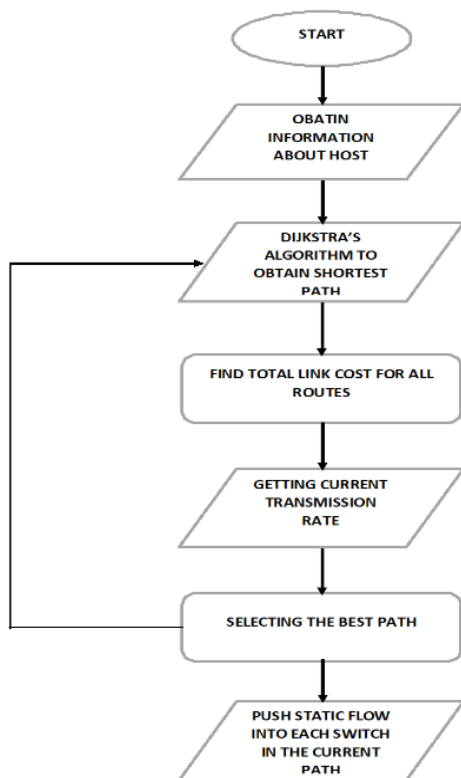 START
OBATIN
INFORMATION
ABOUT HOST
DIJKSTRA'S
ALGORITHM TO
OBTAIN SHORTEST
PATH
FIND TOTAL LINK COST FOR ALL
ROUTES
GETTING CURRENT
TRANSMISSION
RATE
SELECTING THE BEST PATH
PUSH STATIC FLOW
INTO EACH SWITCH
IN THE CURRENT
PATH